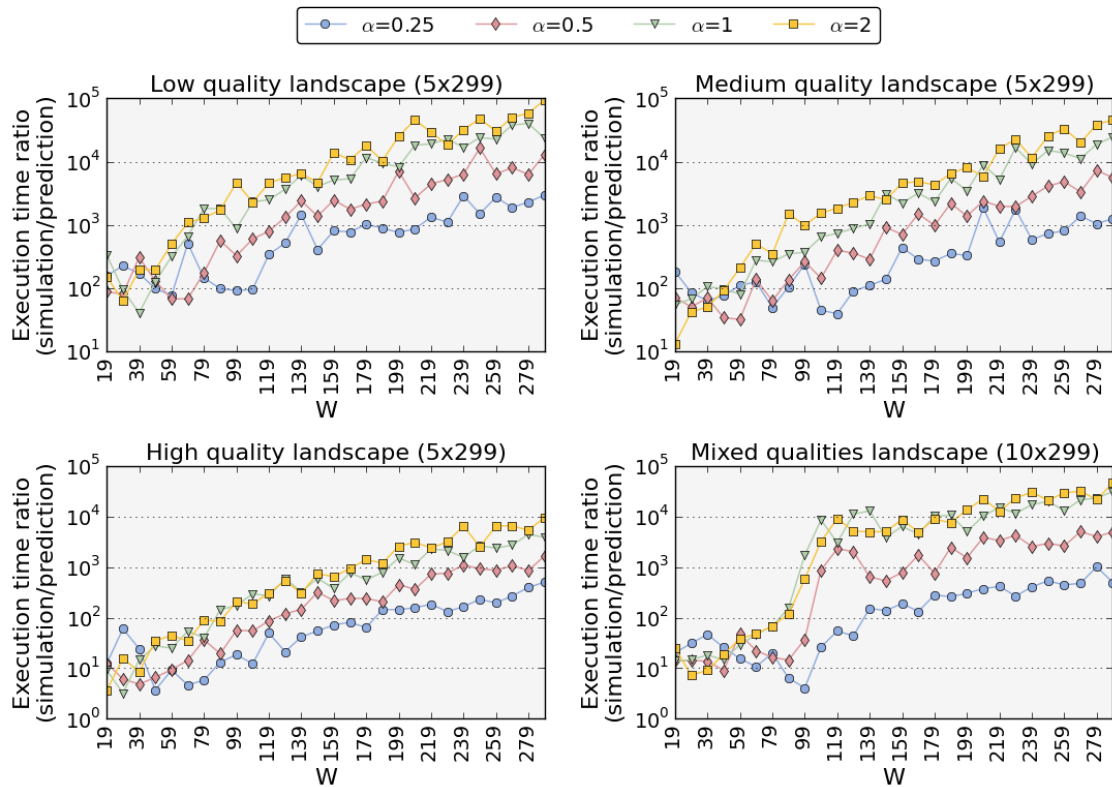 α=0.25 α=0.5 α=1 α=2
Low quality landscape (5x299)
Execution time ratio
(simulation/prediction)
10^5
10^4
10^3
10^2
10^1
19 39 59 79 99 119 139 159 179 199 219 239 259 279
W
Medium quality landscape (5x299)
Execution time ratio
(simulation/prediction)
10^5
10^4
10^3
10^2
10^1
19 39 59 79 99 119 139 159 179 199 219 239 259 279
W
High quality landscape (5x299)
Execution time ratio
(simulation/prediction)
10^5
10^4
10^3
10^2
10^1
10^0
19 39 59 79 99 119 139 159 179 199 219 239 259 279
W
Mixed qualities landscape (10x299)
Execution time ratio
(simulation/prediction)
10^5
10^4
10^3
10^2
10^1
10^0
19 39 59 79 99 119 139 159 179 199 219 239 259 279
W